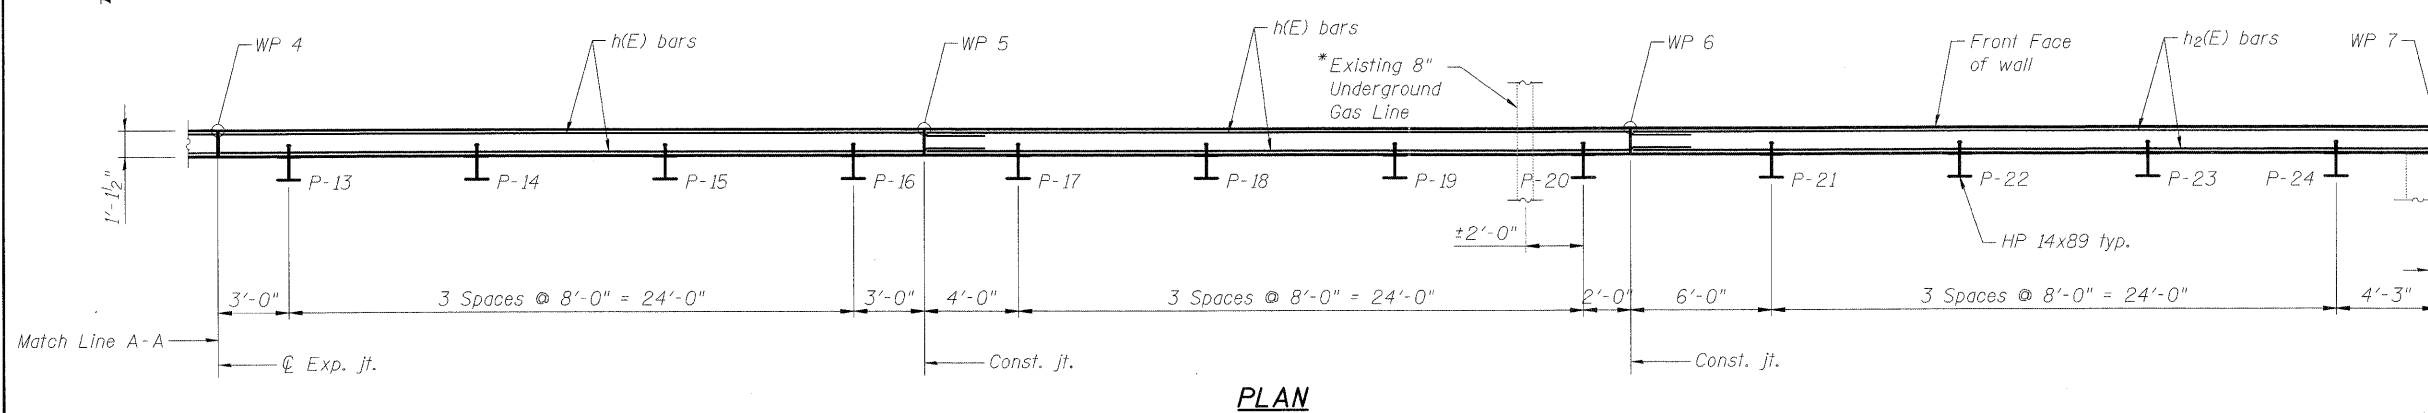 WP 4
h(E) bars
WP 5
h(E) bars
*Existing 8"
Underground
Gas Line
WP 6
Front Face
of wall
h2(E) bars
WP 7
1'-1½"
P-13
P-14
P-15
P-16
P-17
P-18
P-19
P-20
P-21
P-22
P-23
P-24
±2'-0"
HP 14x89 typ.
3'-0"
3 Spaces @ 8'-0" = 24'-0"
3'-0"
4'-0"
3 Spaces @ 8'-0" = 24'-0"
2'-0"
6'-0"
3 Spaces @ 8'-0" = 24'-0"
4'-3"
Match Line A-A
℄ Exp. jt.
Const. jt.
Const. jt.
PLAN